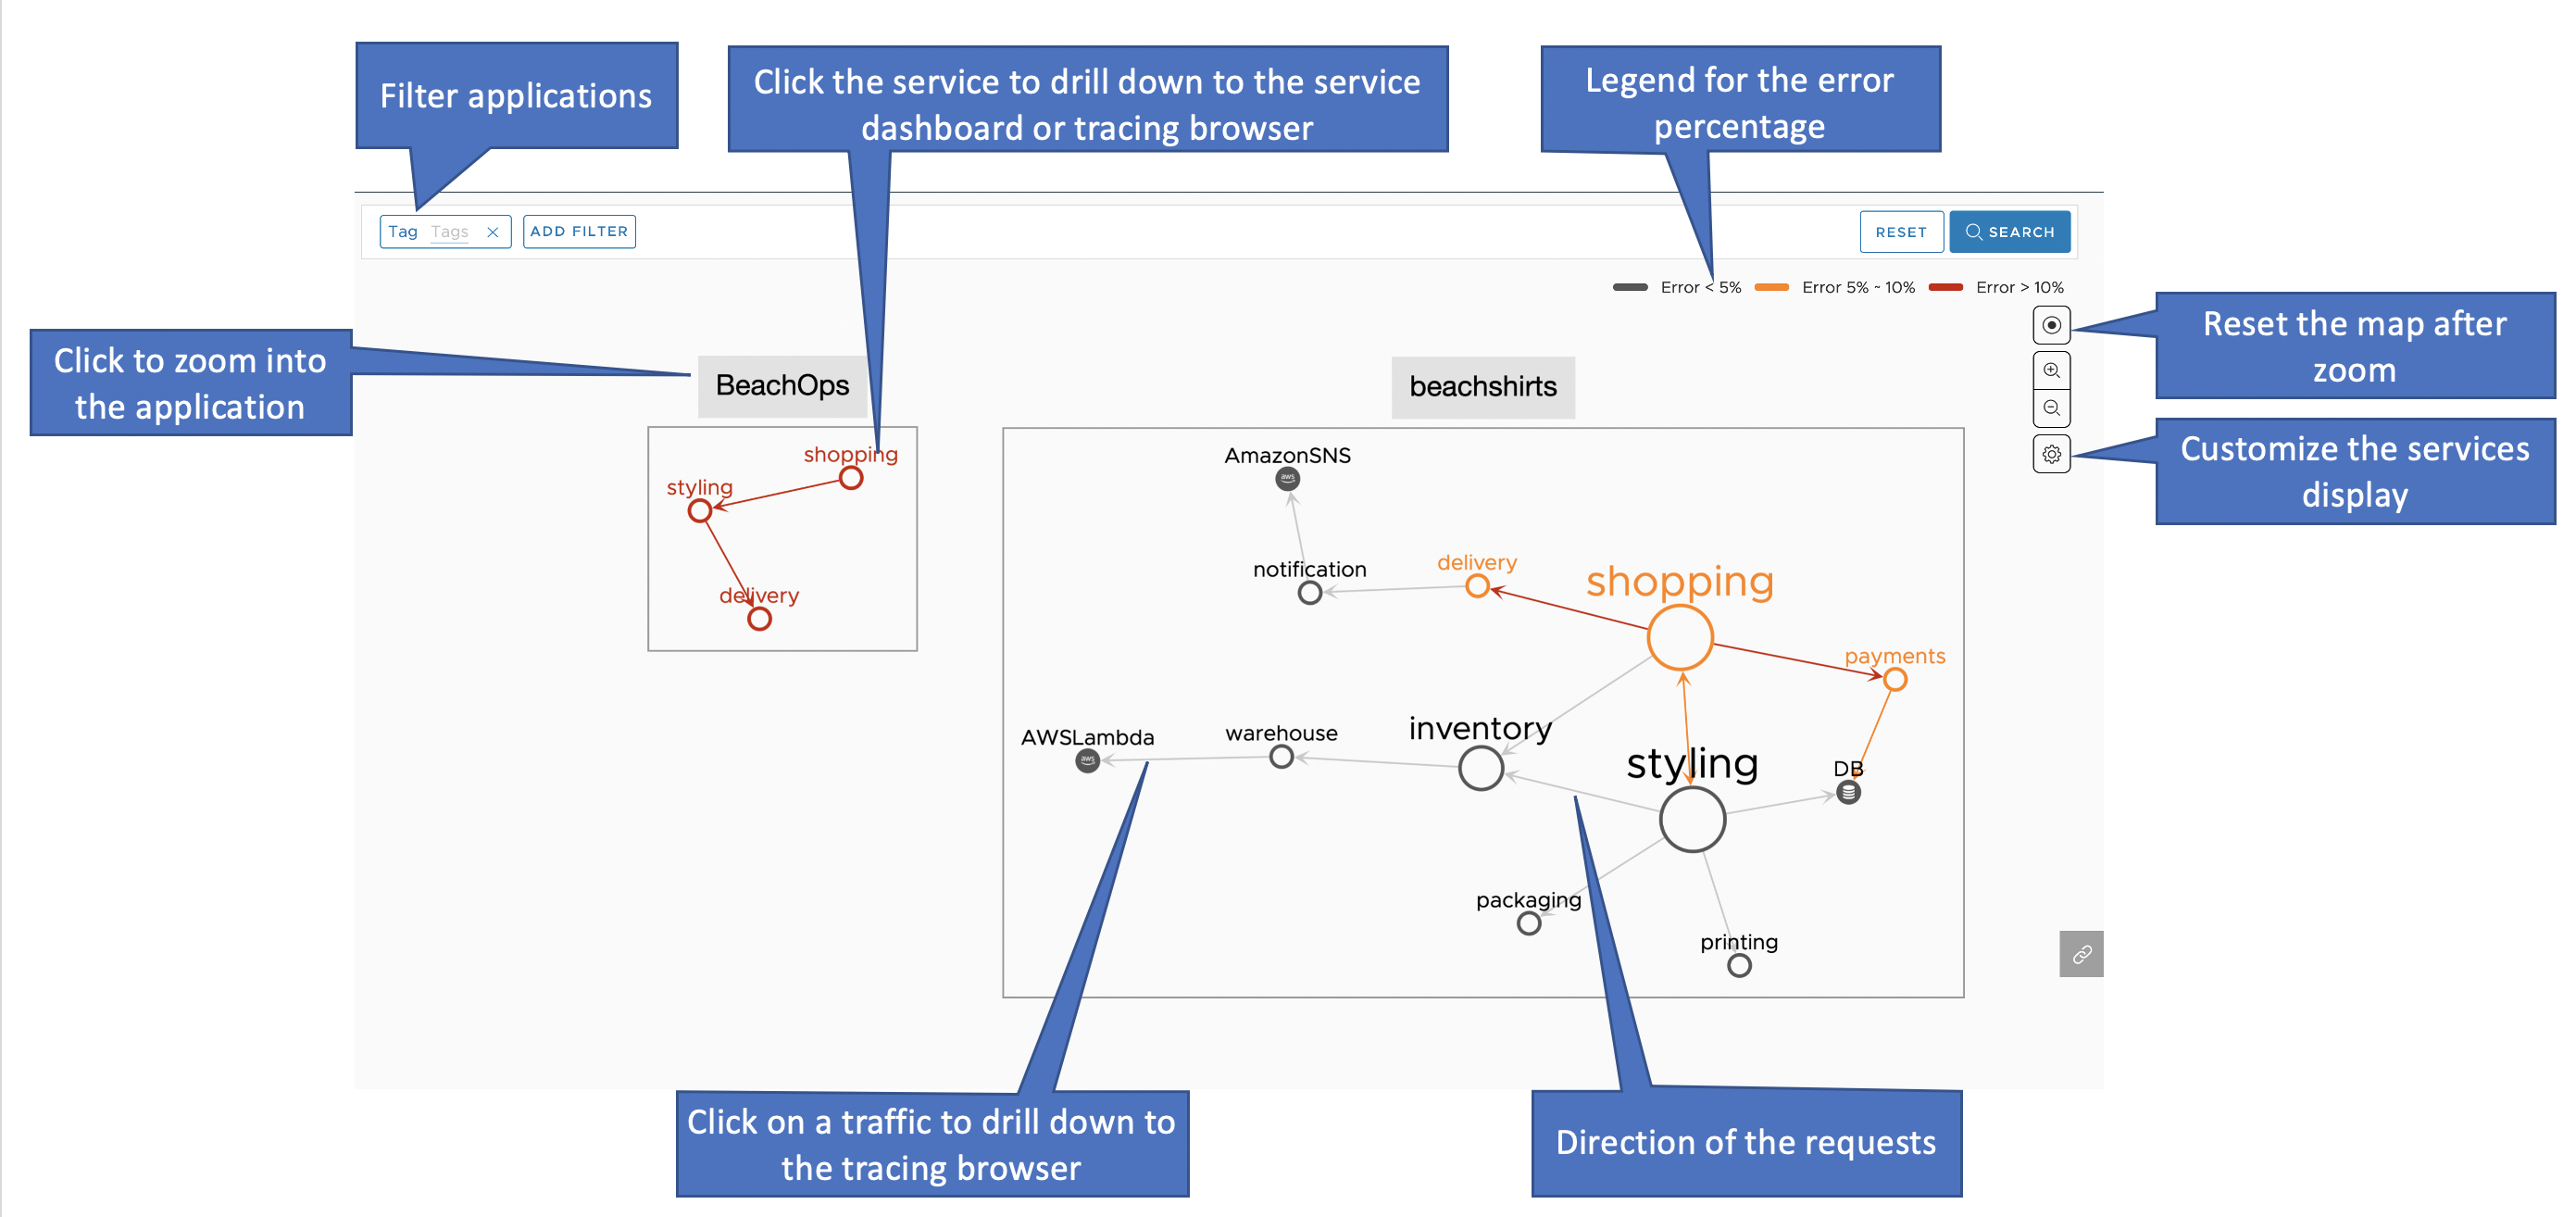 Filter applications
Click the service to drill down to the service
dashboard or tracing browser
Legend for the error
percentage
Tag Tags
ADD FILTER
RESET
SEARCH
Error < 5%
Error 5% ~ 10%
Error > 10%
Reset the map after
zoom
Click to zoom into
the application
BeachOps
beachshirts
Customize the services
display
shopping
styling
delivery
AmazonSNS
aws
notification
delivery
shopping
payments
AWSLambda
aws
warehouse
inventory
styling
DB
packaging
printing
Click on a traffic to drill down to
the tracing browser
Direction of the requests